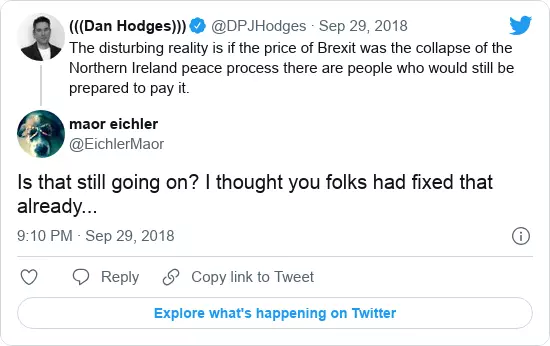 (((Dan Hodges))) @DPJHodges · Sep 29, 2018
The disturbing reality is if the price of Brexit was the collapse of the
Northern Ireland peace process there are people who would still be
prepared to pay it.
maor eichler
@EichlerMaor
Is that still going on? I thought you folks had fixed that
already...
9:10 PM · Sep 29, 2018
Reply Copy link to Tweet
Explore what's happening on Twitter